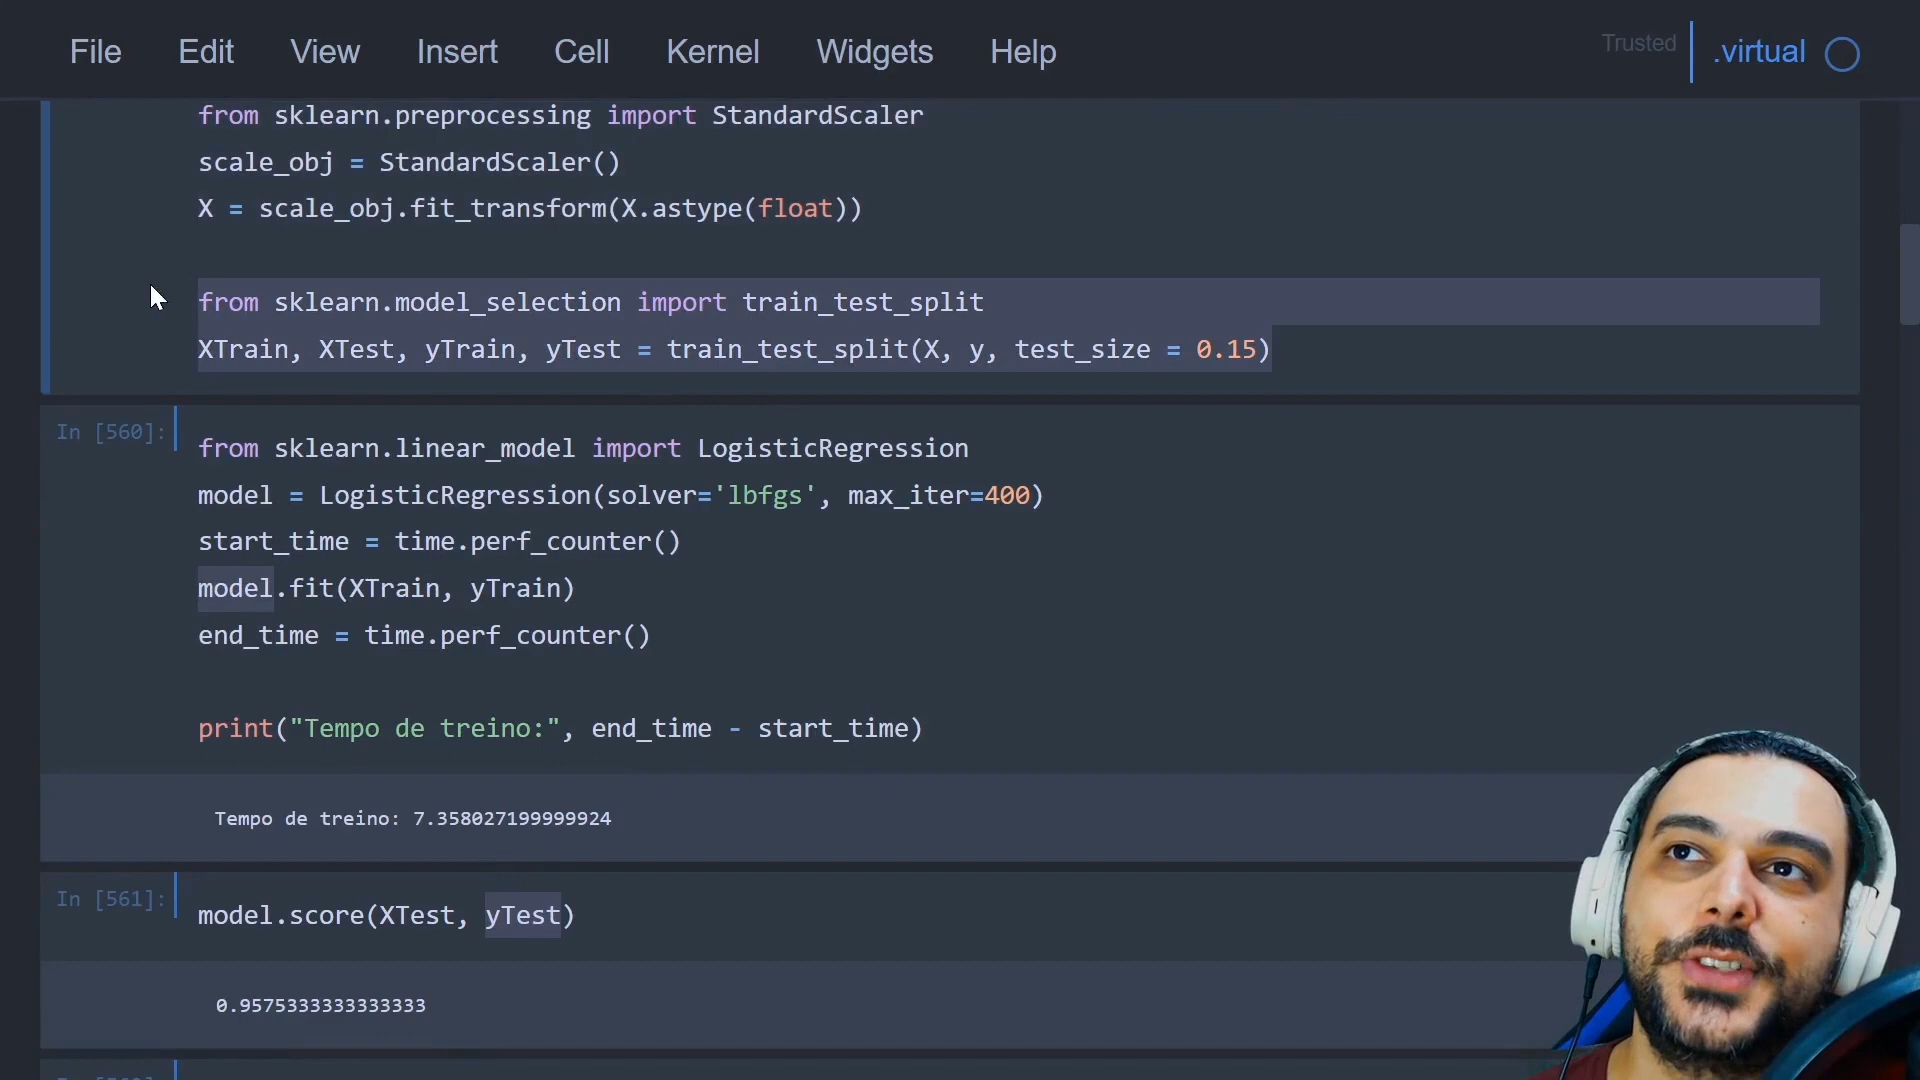 File Edit View Insert Cell Kernel Widgets Help Trusted .virtual
from sklearn.preprocessing import StandardScaler
scale_obj = StandardScaler()
X = scale_obj.fit_transform(X.astype(float))
from sklearn.model_selection import train_test_split
XTrain, XTest, yTrain, yTest = train_test_split(X, y, test_size = 0.15)
In [560]:
from sklearn.linear_model import LogisticRegression
model = LogisticRegression(solver='lbfgs', max_iter=400)
start_time = time.perf_counter()
model.fit(XTrain, yTrain)
end_time = time.perf_counter()
print("Tempo de treino:", end_time - start_time)
Tempo de treino: 7.358027199999924
In [561]:
model.score(XTest, yTest)
0.9575333333333333